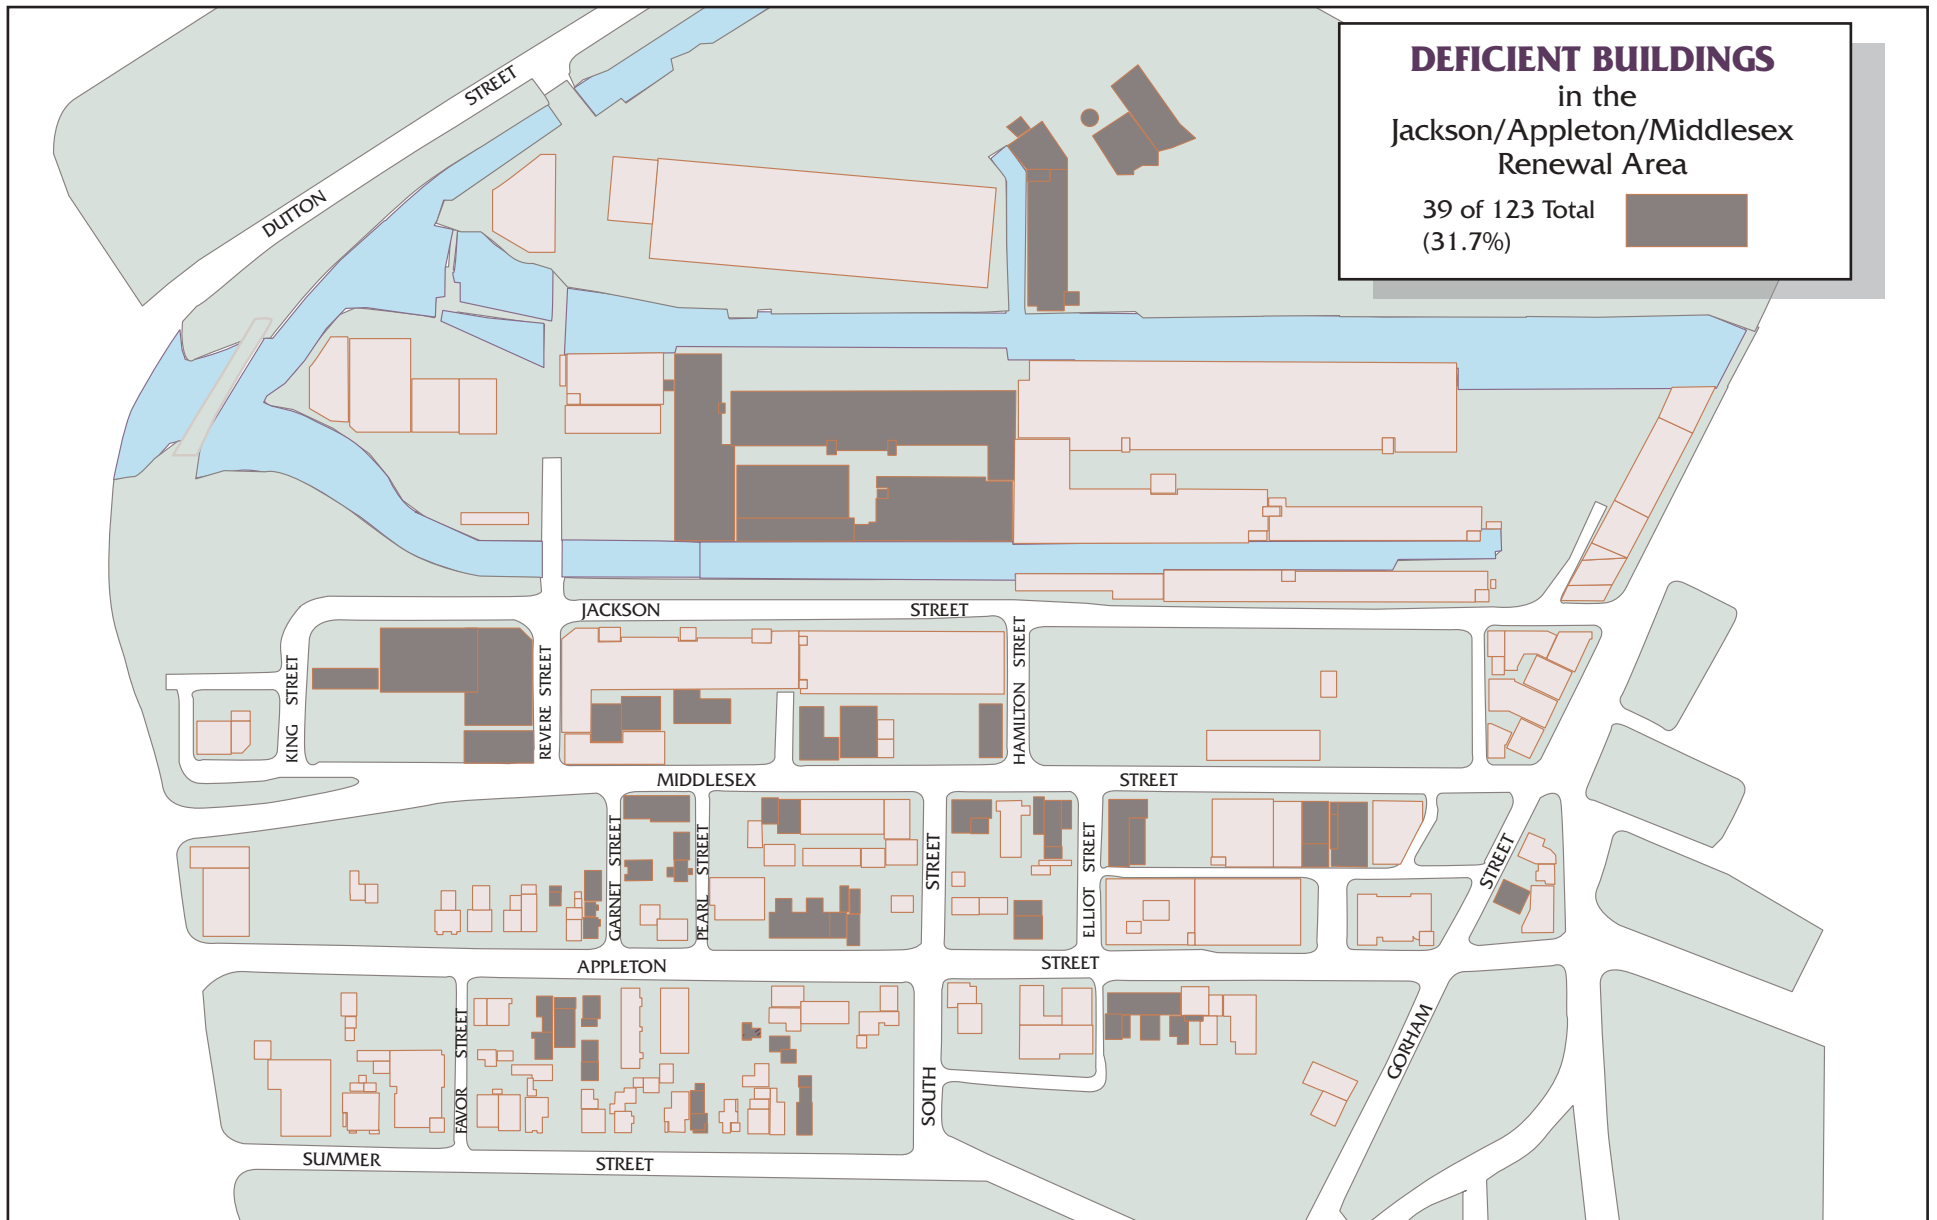 DEFICIENT BUILDINGS
in the
Jackson/Appleton/Middlesex
Renewal Area
39 of 123 Total
(31.7%)
DUTTON STREET
JACKSON STREET
KING STREET
REVERE STREET
HAMILTON STREET
MIDDLESEX STREET
GARNET STREET
PEARL STREET
SOUTH STREET
ELLIOT STREET
GORHAM STREET
APPLETON STREET
FAVOR STREET
SUMMER STREET